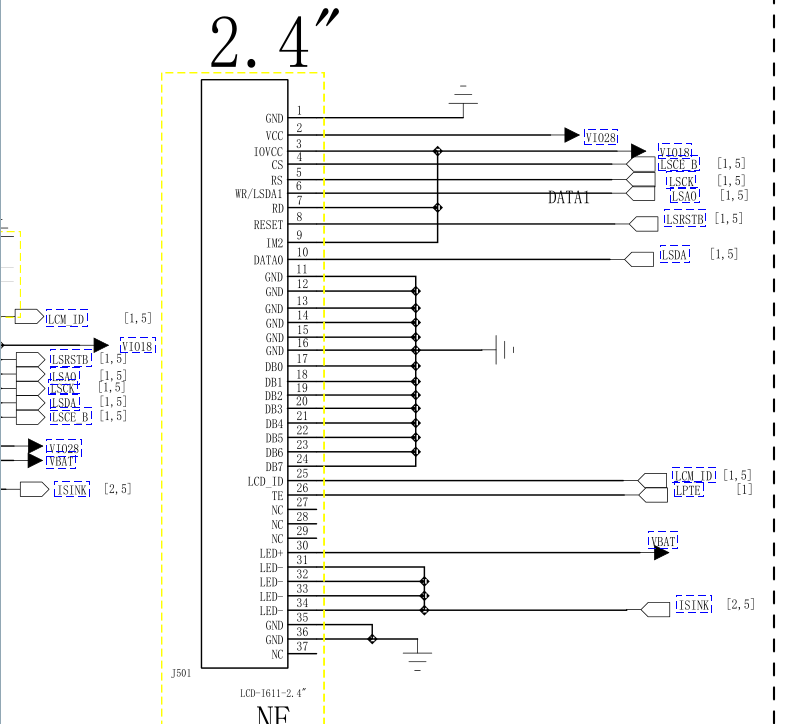 2.4"
GND 1
VCC 2 VIO28
IOVCC 3 VIO18
CS 4 LSCE_B [1,5]
RS 5 LSCK [1,5]
WR/LSDA1 6 DATA1 LSAO [1,5]
RD 7
RESET 8 LSRSTB [1,5]
IM2 9
DATA0 10 LSDA [1,5]
GND 11
GND 12
GND 13
GND 14
GND 15
GND 16
DB0 17
DB1 18
DB2 19
DB3 20
DB4 21
DB5 22
DB6 23
DB7 24
LCD_ID 25 LCM_ID [1,5]
TE 26 LPTE [1]
NC 27
NC 28
NC 29
LED+ 30 VBAT
LED- 31
LED- 32
LED- 33
LED- 34 ISINK [2,5]
GND 35
GND 36
NC 37
J501
LCD-I611-2.4"
NF
LCM_ID [1,5]
VIO18
LSRSTB [1,5]
LSAO [1,5]
LSCK [1,5]
LSDA [1,5]
LSCE_B [1,5]
VIO28
VBAT
ISINK [2,5]